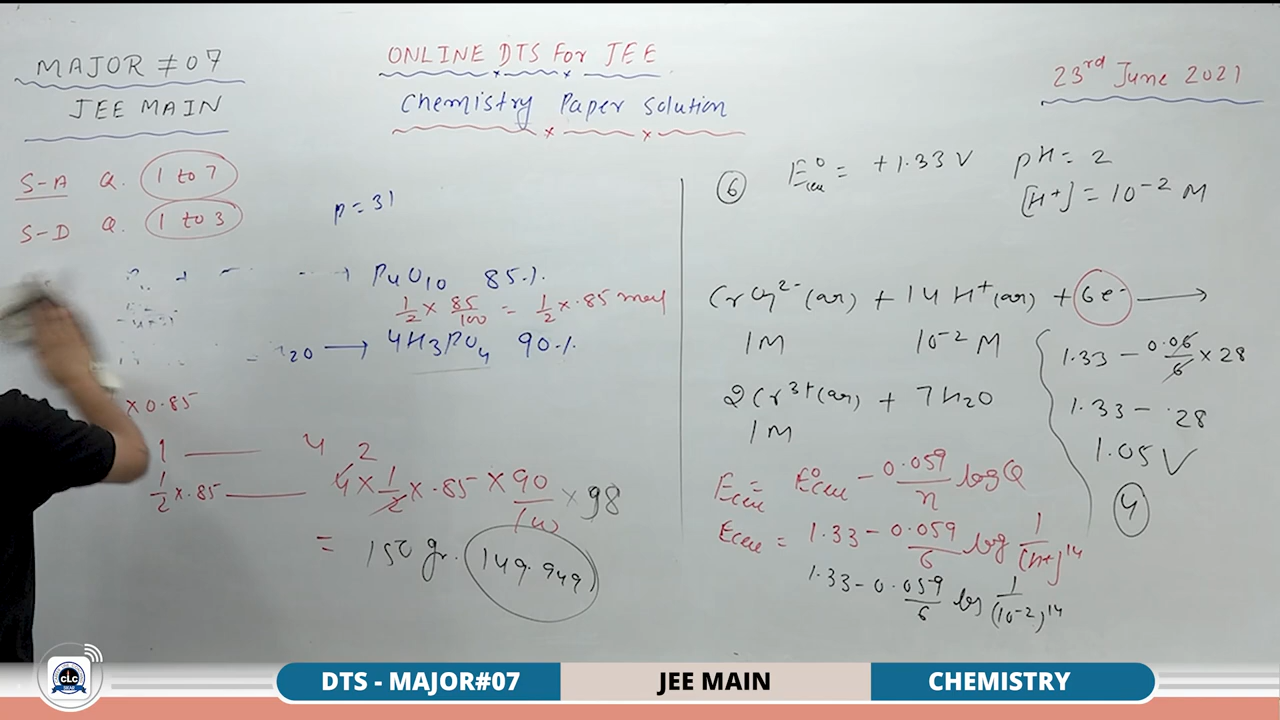 MAJOR # 07
JEE MAIN
ONLINE DTS For JEE
Chemistry Paper Solution
23rd June 2021
S-A Q. 1 to 7
S-D Q. 1 to 3
p = 31
+ → P4O10 85%
1/2 × 85/100 = 1/2 × .85 mol
20 → 4H3PO4 90%
× 0.85
1 — 4 2
1/2 × .85 — 4 × 1/2 × .85 × 90/100 × 98
= 150 gr. 149.949
6 E°cell = +1.33 V pH = 2
[H+] = 10-2 M
CrO72-(aq) + 14H+(aq) + 6e- →
1M 10-2 M
2Cr3+(aq) + 7H2O
1M
Ecell = E°cell - 0.059/n log Q
Ecell = 1.33 - 0.059/6 log 1/(H+)14
1.33 - 0.059/6 log 1/(10-2)14
1.33 - 0.06/6 × 28
1.33 - .28
1.05 V
4
CLC
DTS - MAJOR#07
JEE MAIN
CHEMISTRY